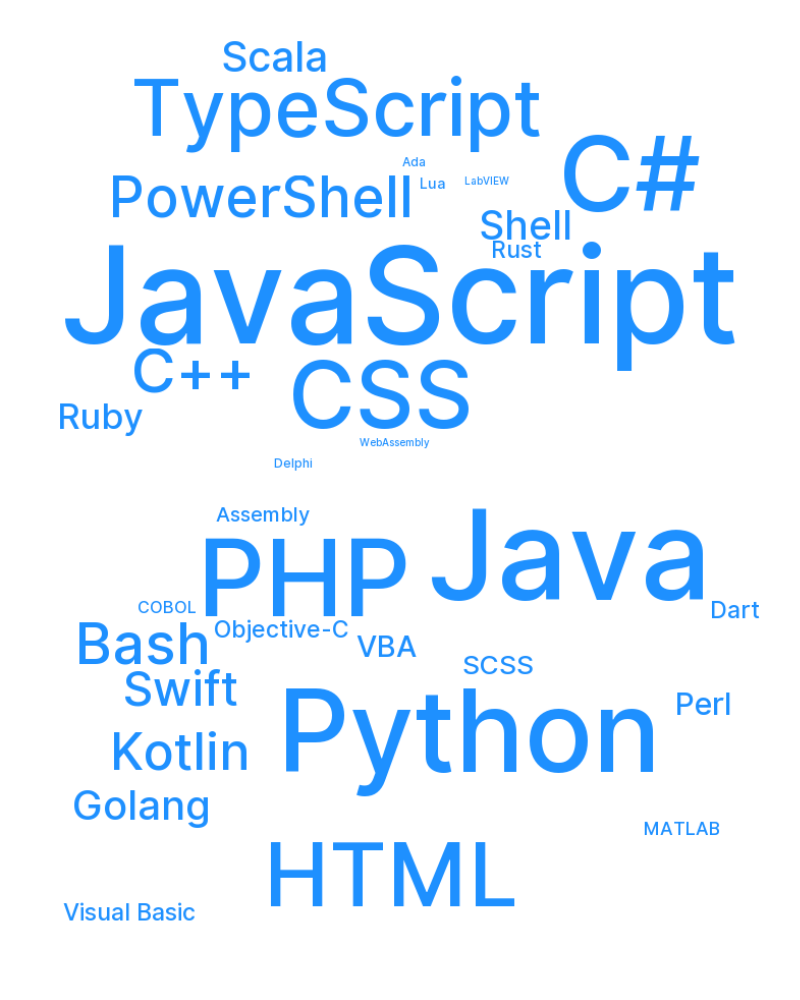 Scala
TypeScript
C#
Ada
PowerShell
Lua
LabVIEW
Shell
Rust
JavaScript
C++
CSS
Ruby
WebAssembly
Delphi
Assembly
PHP
Java
COBOL
Dart
Bash
Objective-C
VBA
SCSS
Swift
Python
Perl
Kotlin
Golang
MATLAB
HTML
Visual Basic